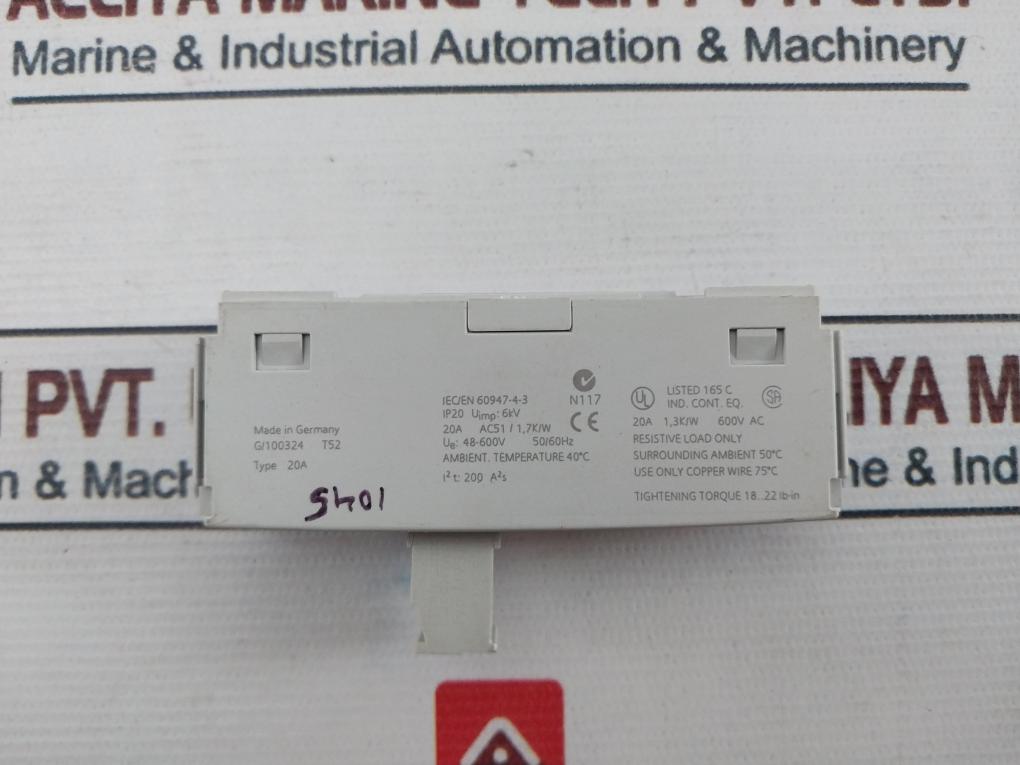 Marine & Industrial Automation & Machinery
PVT.
IYA M
n & Mach
ne & Ind
Made in Germany
G/100324 T52
Type 20A
1045
IEC/EN 60947-4-3
IP20 Uimp: 6kV
20A AC51 / 1,7K/W
Ue: 48-600V 50/60Hz
AMBIENT. TEMPERATURE 40°C
I²t: 200 A²s
N117
CE
UL
LISTED 165 C
IND. CONT. EQ.
SA
20A 1,3K/W 600V AC
RESISTIVE LOAD ONLY
SURROUNDING AMBIENT 50°C
USE ONLY COPPER WIRE 75°C
TIGHTENING TORQUE 18..22 lb-in